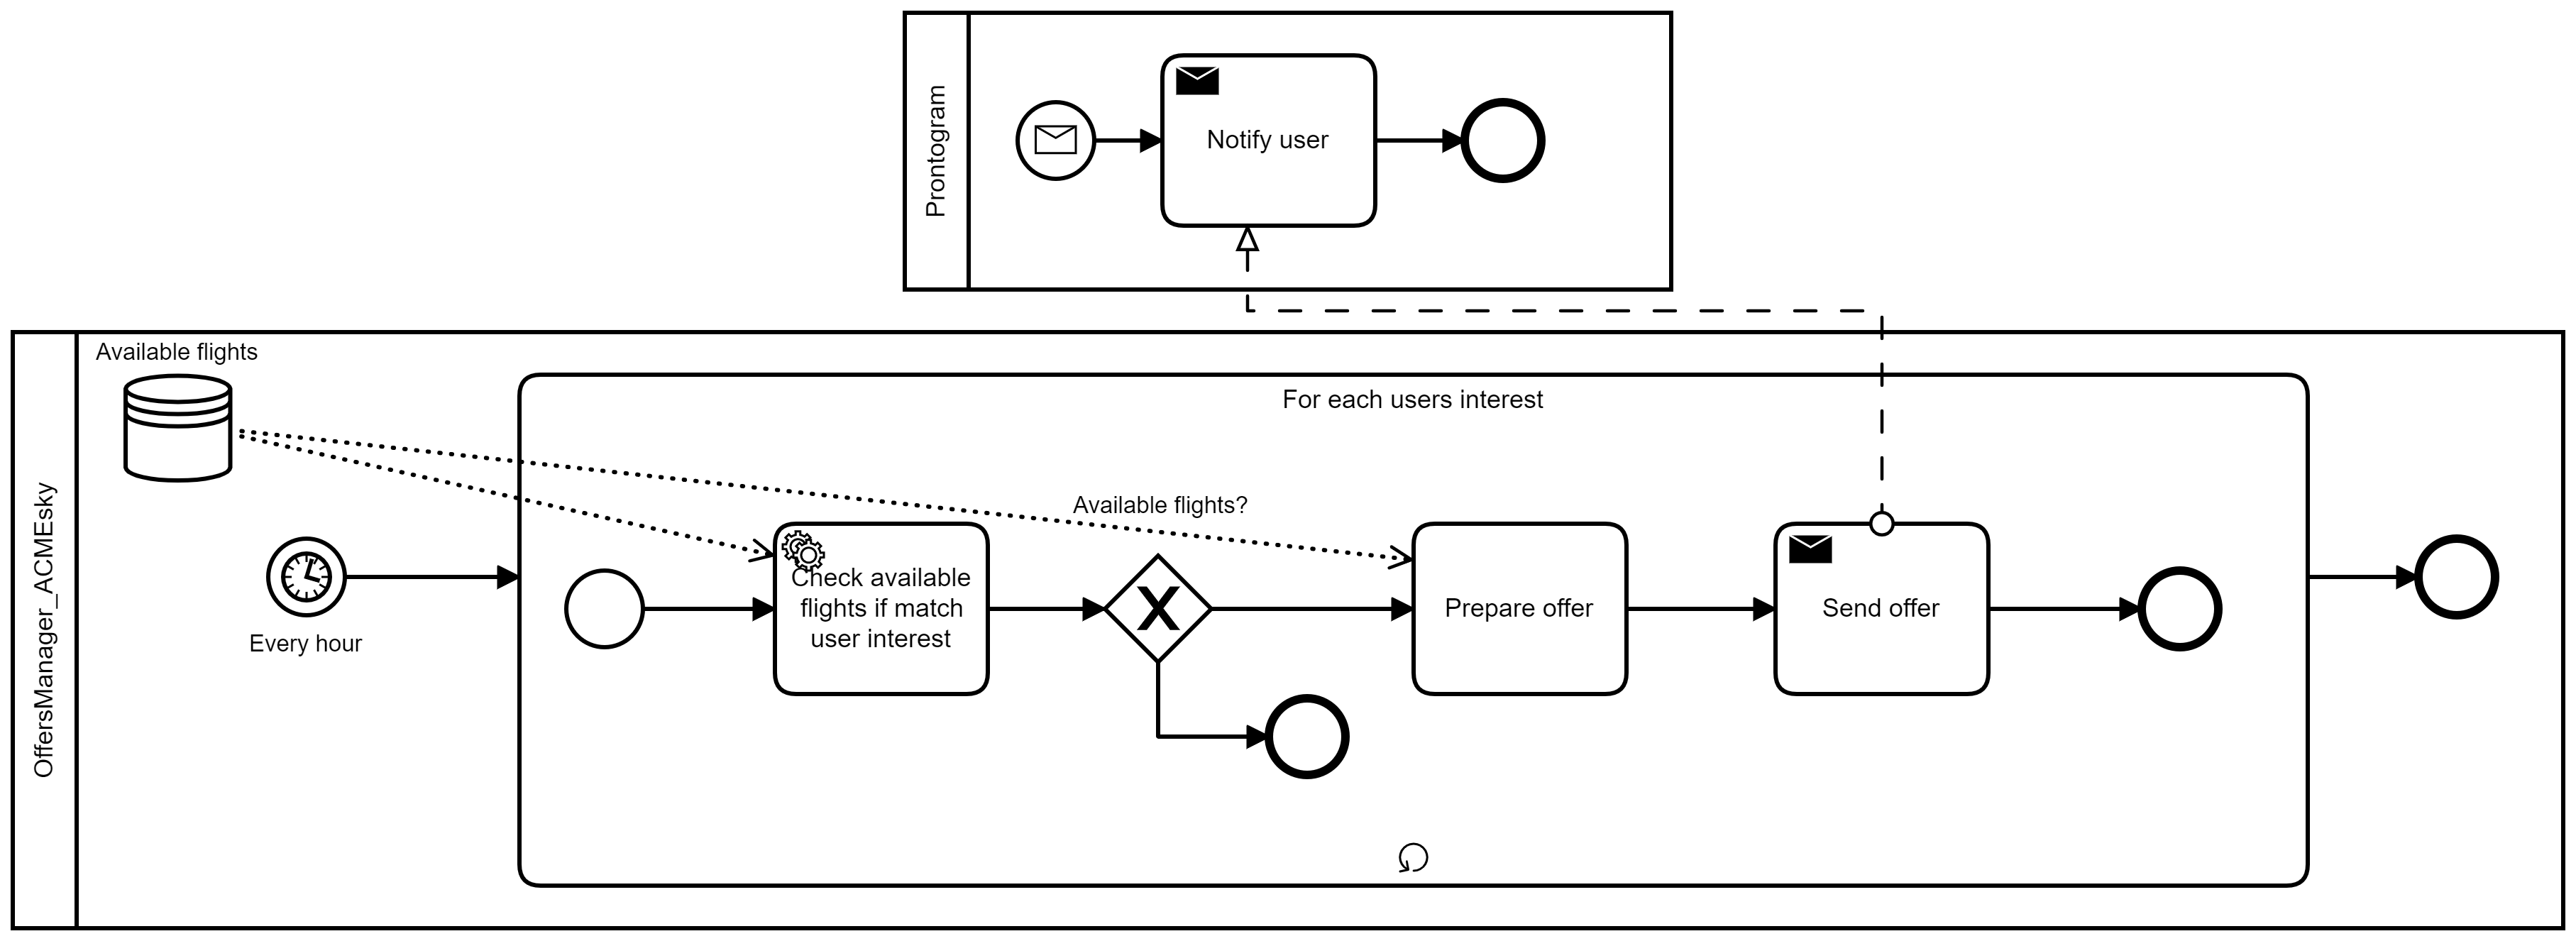 Prontogram
Notify user
OffersManager_ACMEsky
Available flights
For each users interest
Every hour
Check available
flights if match
user interest
Available flights?
Prepare offer
Send offer